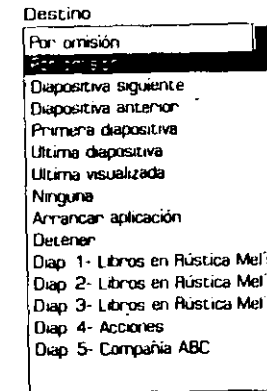 Destino
Por omisión
Por omisión
Diapositiva siguiente
Diapositiva anterior
Primera diapositiva
Ultima diapositiva
Ultima visualizada
Ninguna
Arrancar aplicación
Detener
Diap 1- Libros en Rústica Mel'
Diap 2- Libros en Rústica Mel'
Diap 3- Libros en Rústica Mel'
Diap 4- Acciones
Diap 5- Compañía ABC